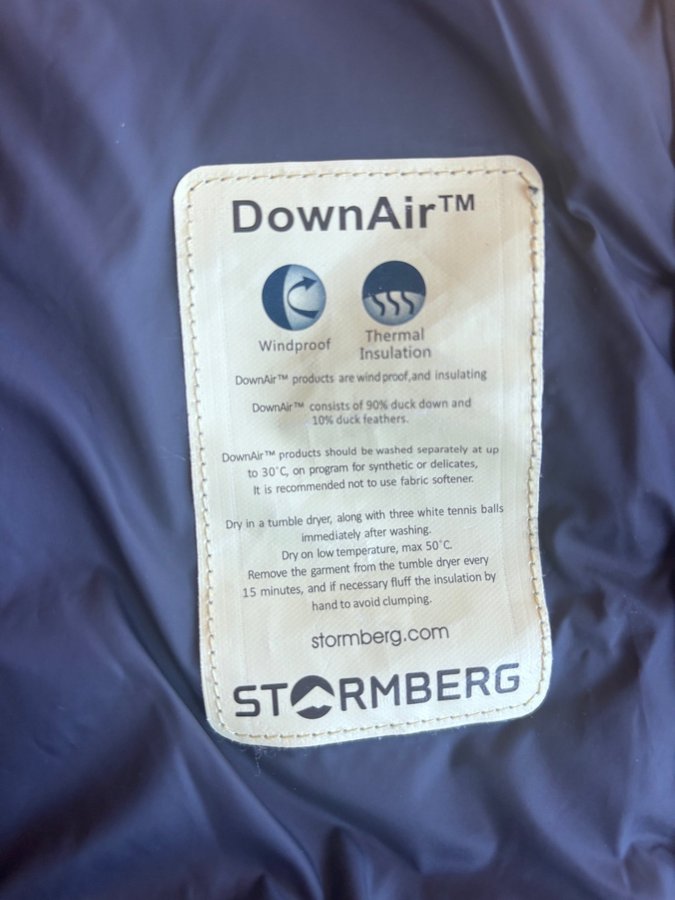 DownAir™
Windproof
Thermal
Insulation
DownAir™ products are windproof,and insulating
DownAir™ consists of 90% duck down and
10% duck feathers.
DownAir™ products should be washed separately at up
to 30°C, on program for synthetic or delicates,
It is recommended not to use fabric softener.
Dry in a tumble dryer, along with three white tennis balls
immediately after washing.
Dry on low temperature, max 50°C.
Remove the garment from the tumble dryer every
15 minutes, and if necessary fluff the insulation by
hand to avoid clumping.
stormberg.com
STORMBERG